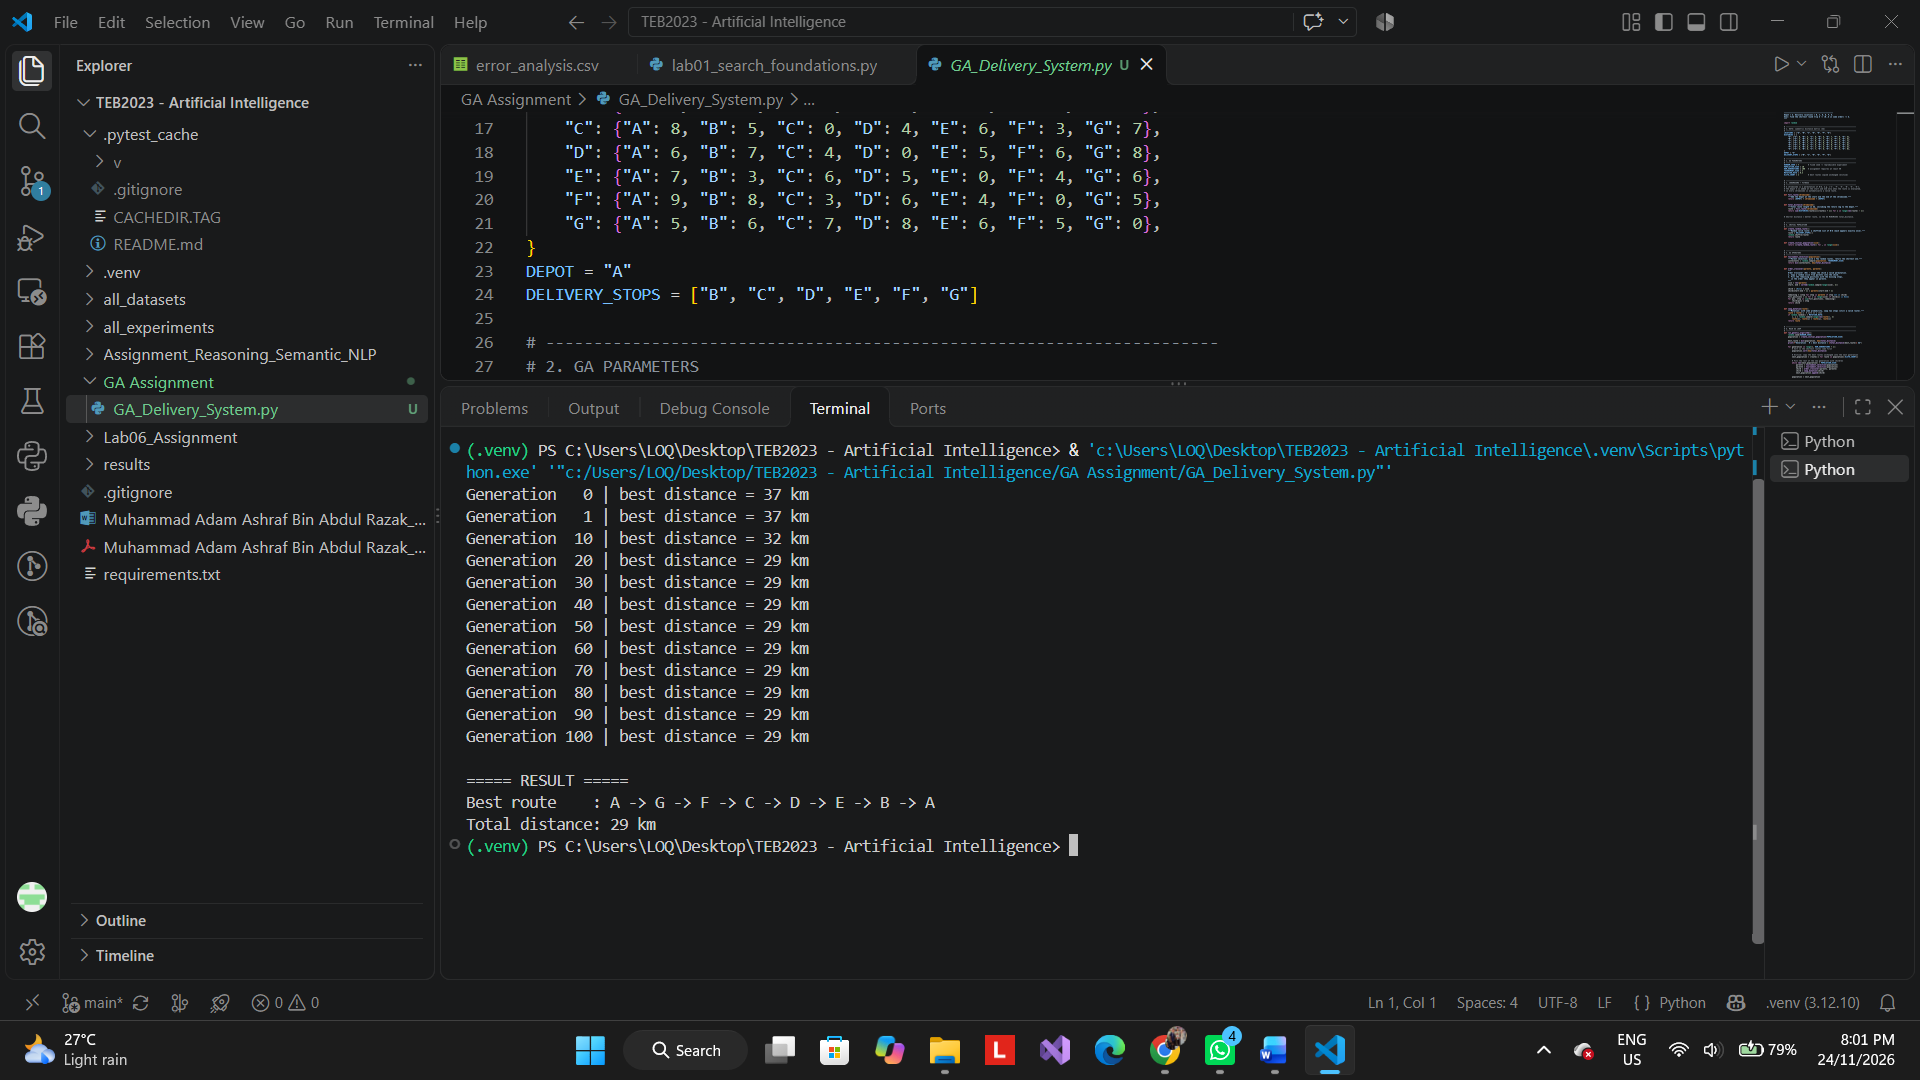 File Edit Selection View Go Run Terminal Help
TEB2023 - Artificial Intelligence
Explorer
TEB2023 - Artificial Intelligence
.pytest_cache
v
.gitignore
CACHEDIR.TAG
README.md
.venv
all_datasets
all_experiments
Assignment_Reasoning_Semantic_NLP
GA Assignment
GA_Delivery_System.py U
Lab06_Assignment
results
.gitignore
Muhammad Adam Ashraf Bin Abdul Razak_...
Muhammad Adam Ashraf Bin Abdul Razak_...
requirements.txt
Outline
Timeline
1
error_analysis.csv
lab01_search_foundations.py
GA_Delivery_System.py U
GA Assignment > GA_Delivery_System.py > ...
17 "C": {"A": 8, "B": 5, "C": 0, "D": 4, "E": 6, "F": 3, "G": 7},
18 "D": {"A": 6, "B": 7, "C": 4, "D": 0, "E": 5, "F": 6, "G": 8},
19 "E": {"A": 7, "B": 3, "C": 6, "D": 5, "E": 0, "F": 4, "G": 6},
20 "F": {"A": 9, "B": 8, "C": 3, "D": 6, "E": 4, "F": 0, "G": 5},
21 "G": {"A": 5, "B": 6, "C": 7, "D": 8, "E": 6, "F": 5, "G": 0},
22 }
23 DEPOT = "A"
24 DELIVERY_STOPS = ["B", "C", "D", "E", "F", "G"]
25
26 # ---------------------------------------------------------------------------
27 # 2. GA PARAMETERS
Problems Output Debug Console Terminal Ports
(.venv) PS C:\Users\LOQ\Desktop\TEB2023 - Artificial Intelligence> & 'c:\Users\LOQ\Desktop\TEB2023 - Artificial Intelligence\.venv\Scripts\pyt
hon.exe' '"c:/Users/LOQ/Desktop/TEB2023 - Artificial Intelligence/GA Assignment/GA_Delivery_System.py"'
Generation   0 | best distance = 37 km
Generation   1 | best distance = 37 km
Generation  10 | best distance = 32 km
Generation  20 | best distance = 29 km
Generation  30 | best distance = 29 km
Generation  40 | best distance = 29 km
Generation  50 | best distance = 29 km
Generation  60 | best distance = 29 km
Generation  70 | best distance = 29 km
Generation  80 | best distance = 29 km
Generation  90 | best distance = 29 km
Generation 100 | best distance = 29 km
===== RESULT =====
Best route    : A -> G -> F -> C -> D -> E -> B -> A
Total distance: 29 km
(.venv) PS C:\Users\LOQ\Desktop\TEB2023 - Artificial Intelligence>
Python
Python
main* 0 0
Ln 1, Col 1 Spaces: 4 UTF-8 LF { } Python .venv (3.12.10)
27°C
Light rain
Search
L
4
ENG
US
79%
8:01 PM
24/11/2026